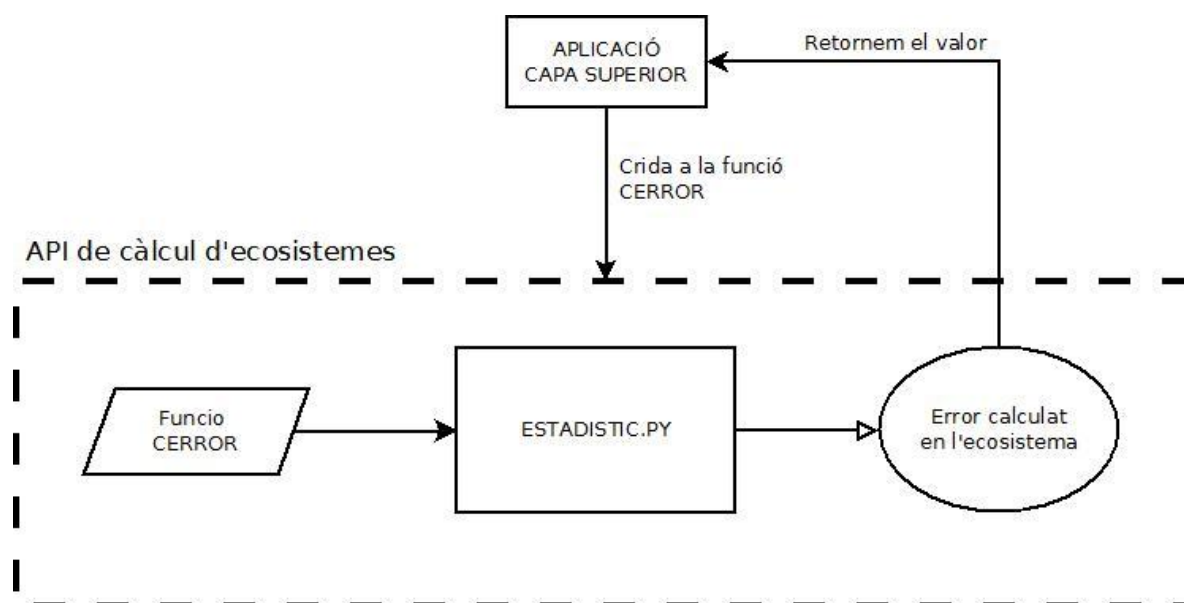 APLICACIÓ
CAPA SUPERIOR
Retornem el valor
Crida a la funció
CERROR
API de càlcul d'ecosistemes
Funcio
CERROR
ESTADISTIC.PY
Error calculat
en l'ecosistema